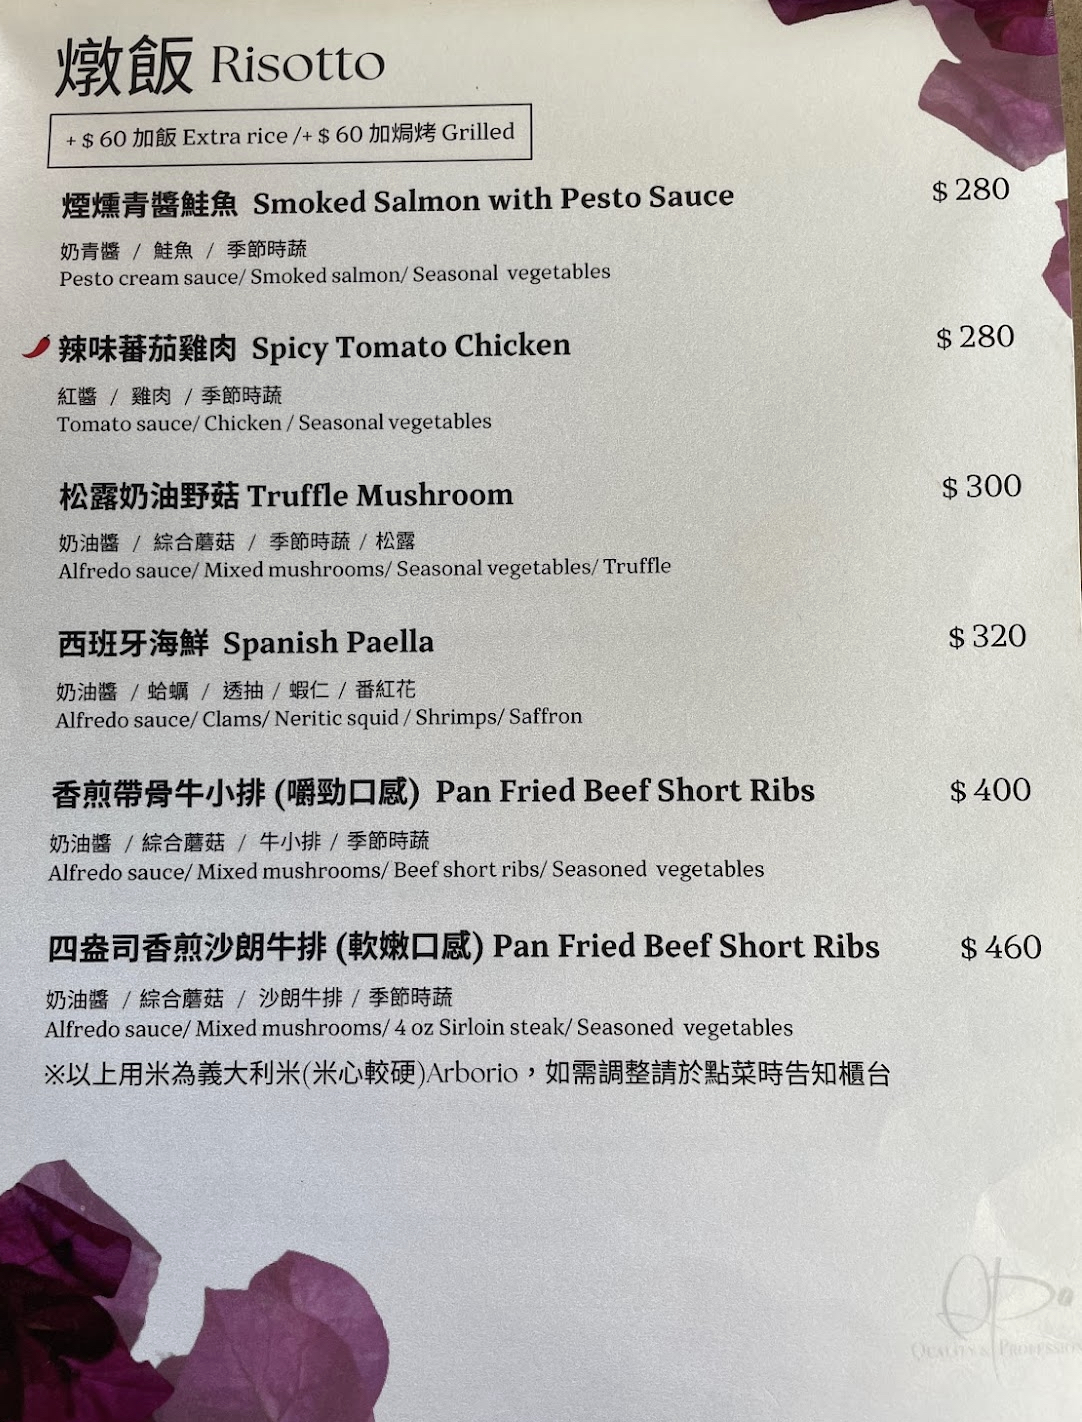 燉飯 Risotto
+ $ 60 加飯 Extra rice /+ $ 60 加焗烤 Grilled
煙燻青醬鮭魚 Smoked Salmon with Pesto Sauce $ 280
奶青醬 / 鮭魚 / 季節時蔬
Pesto cream sauce/ Smoked salmon/ Seasonal vegetables
辣味蕃茄雞肉 Spicy Tomato Chicken $ 280
紅醬 / 雞肉 / 季節時蔬
Tomato sauce/ Chicken / Seasonal vegetables
松露奶油野菇 Truffle Mushroom $ 300
奶油醬 / 綜合蘑菇 / 季節時蔬 / 松露
Alfredo sauce/ Mixed mushrooms/ Seasonal vegetables/ Truffle
西班牙海鮮 Spanish Paella $ 320
奶油醬 / 蛤蠣 / 透抽 / 蝦仁 / 番紅花
Alfredo sauce/ Clams/ Neritic squid / Shrimps/ Saffron
香煎帶骨牛小排 (嚼勁口感) Pan Fried Beef Short Ribs $ 400
奶油醬 / 綜合蘑菇 / 牛小排 / 季節時蔬
Alfredo sauce/ Mixed mushrooms/ Beef short ribs/ Seasoned vegetables
四盎司香煎沙朗牛排 (軟嫩口感) Pan Fried Beef Short Ribs $ 460
奶油醬 / 綜合蘑菇 / 沙朗牛排 / 季節時蔬
Alfredo sauce/ Mixed mushrooms/ 4 oz Sirloin steak/ Seasoned vegetables
※以上用米為義大利米(米心較硬)Arborio，如需調整請於點菜時告知櫃台
QUALITY &